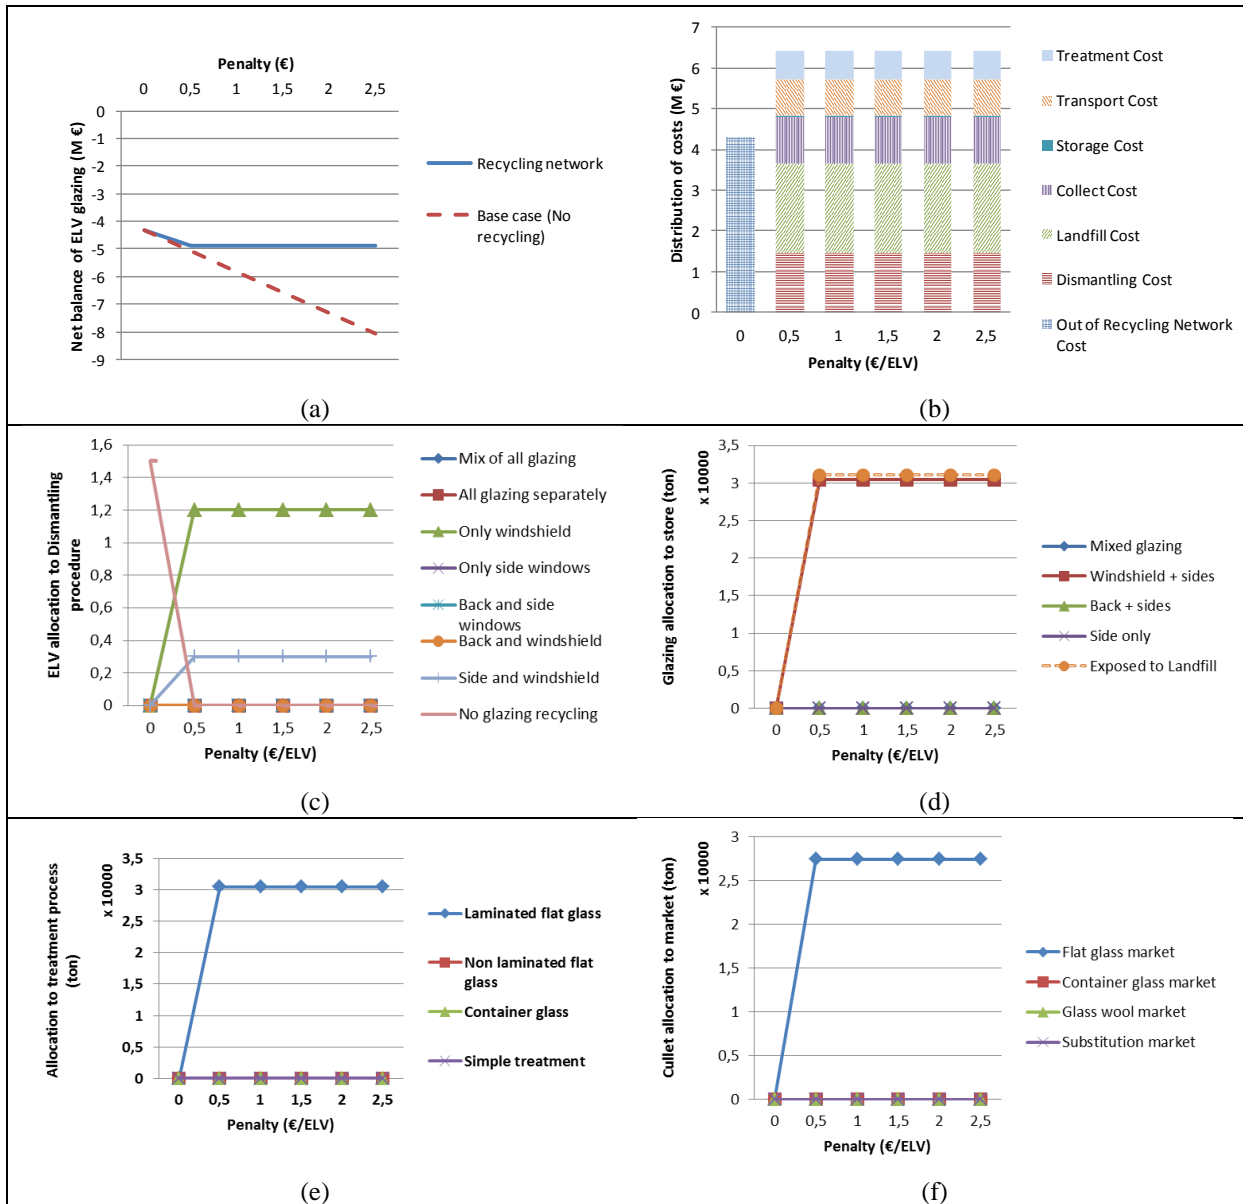 Penalty (€)
0 0,5 1 1,5 2 2,5
Net balance of ELV glazing (M €)
0
-1
-2
-3
-4
-5
-6
-7
-8
-9
Recycling network
Base case (No
recycling)
(a)
Distribution of costs (M €)
7
6
5
4
3
2
1
0
0 0,5 1 1,5 2 2,5
Penalty (€/ELV)
Treatment Cost
Transport Cost
Storage Cost
Collect Cost
Landfill Cost
Dismantling Cost
Out of Recycling Network
Cost
(b)
ELV allocation to Dismantling
procedure
1,6
1,4
1,2
1
0,8
0,6
0,4
0,2
0
0 0,5 1 1,5 2 2,5
Penalty (€/ELV)
Mix of all glazing
All glazing separately
Only windshield
Only side windows
Back and side
windows
Back and windshield
Side and windshield
No glazing recycling
(c)
Glazing allocation to store (ton)
x 10000
3,5
3
2,5
2
1,5
1
0,5
0
0 0,5 1 1,5 2 2,5
Penalty (€/ELV)
Mixed glazing
Windshield + sides
Back + sides
Side only
Exposed to Landfill
(d)
Allocation to treatment process
(ton)
x 10000
3,5
3
2,5
2
1,5
1
0,5
0
0 0,5 1 1,5 2 2,5
Penalty (€/ELV)
Laminated flat glass
Non laminated flat
glass
Container glass
Simple treatment
(e)
Cullet allocation to market (ton)
x 10000
3
2,5
2
1,5
1
0,5
0
0 0,5 1 1,5 2 2,5
Penalty (€/ELV)
Flat glass market
Container glass market
Glass wool market
Substitution market
(f)